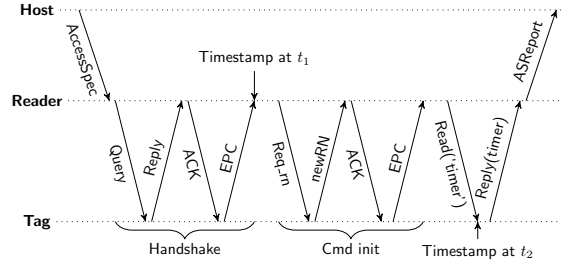 Host
AccessSpec
ASReport
Timestamp at t1
Reader
Query
Reply
ACK
EPC
Req_rn
newRN
ACK
EPC
Read('timer')
Reply(timer)
Tag
Handshake
Cmd init
Timestamp at t2